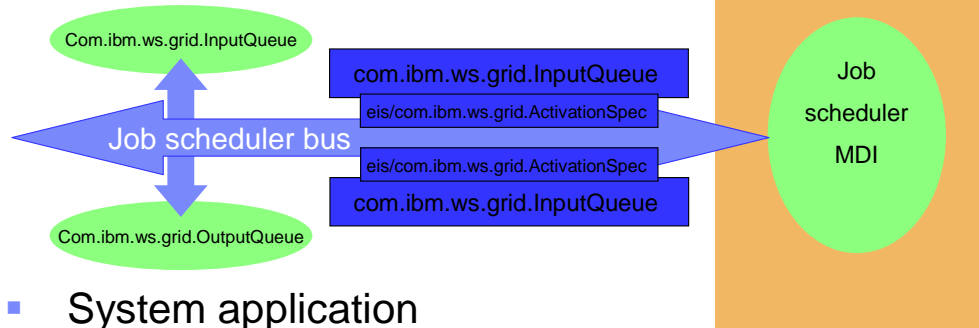 Com.ibm.ws.grid.InputQueue
com.ibm.ws.grid.InputQueue
eis/com.ibm.ws.grid.ActivationSpec
Job scheduler bus
eis/com.ibm.ws.grid.ActivationSpec
com.ibm.ws.grid.InputQueue
Com.ibm.ws.grid.OutputQueue
Job
scheduler
MDI
System application